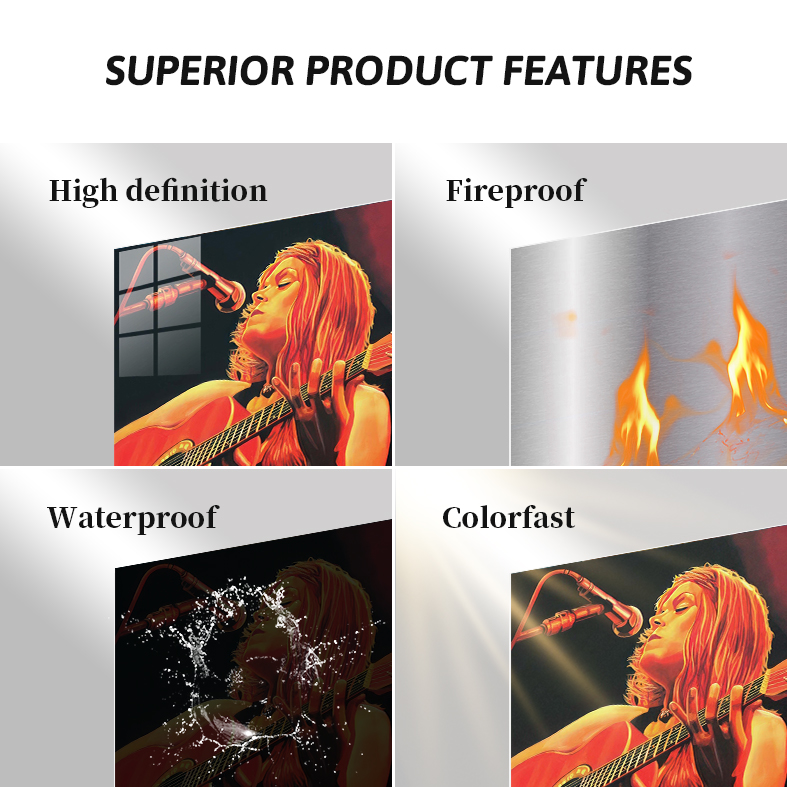 SUPERIOR PRODUCT FEATURES
High definition
Fireproof
Waterproof
Colorfast